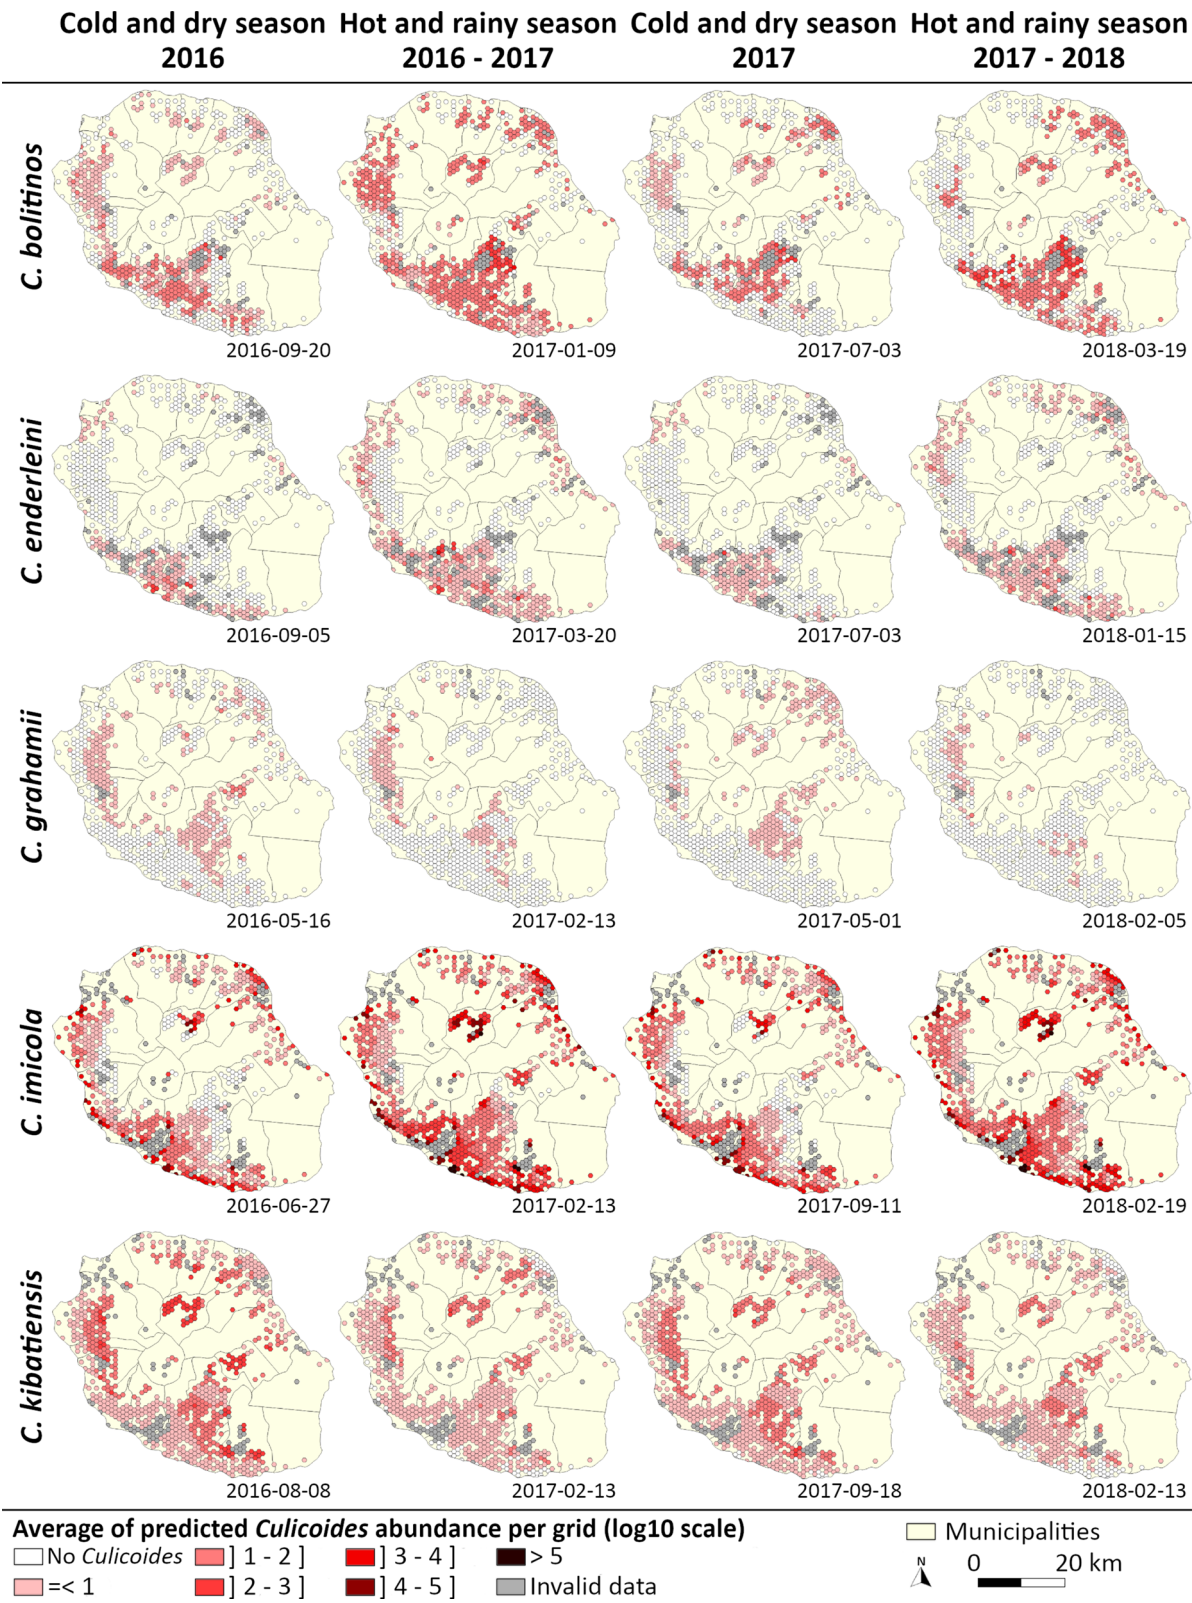 Cold and dry season Hot and rainy season Cold and dry season Hot and rainy season
2016 2016 - 2017 2017 2017 - 2018
C. bolitinos
2016-09-20 2017-01-09 2017-07-03 2018-03-19
C. enderleini
2016-09-05 2017-03-20 2017-07-03 2018-01-15
C. grahamii
2016-05-16 2017-02-13 2017-05-01 2018-02-05
C. imicola
2016-06-27 2017-02-13 2017-09-11 2018-02-19
C. kibatiensis
2016-08-08 2017-02-13 2017-09-18 2018-02-13
Average of predicted Culicoides abundance per grid (log10 scale) Municipalities
No Culicoides ] 1 - 2 ] ] 3 - 4 ] > 5 N 0 20 km
=< 1 ] 2 - 3 ] ] 4 - 5 ] Invalid data